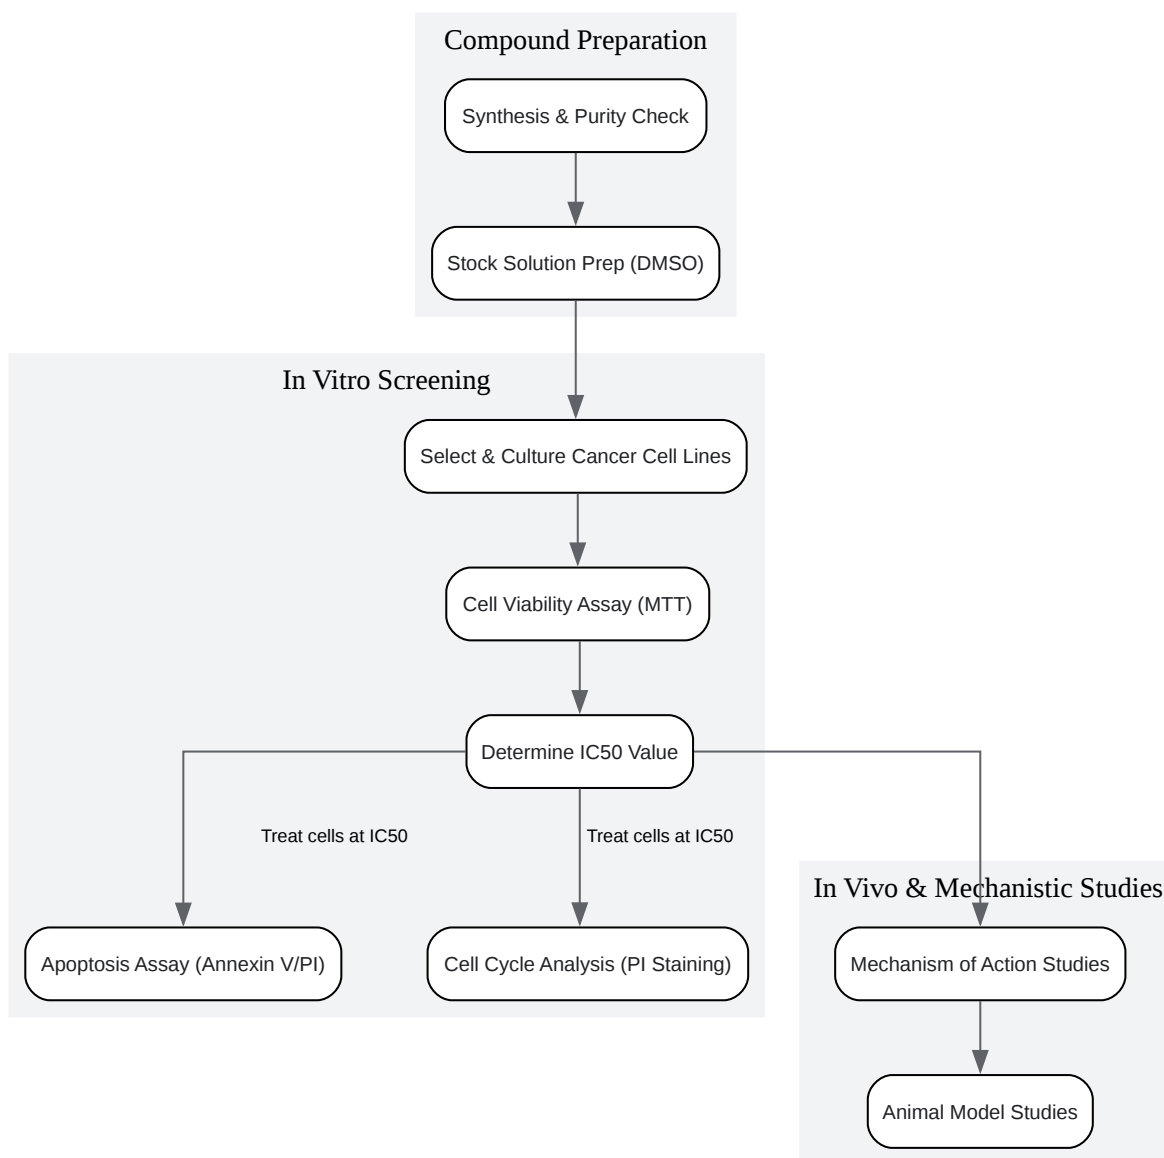 Compound Preparation
Synthesis & Purity Check
Stock Solution Prep (DMSO)
In Vitro Screening
Select & Culture Cancer Cell Lines
Cell Viability Assay (MTT)
Determine IC50 Value
Treat cells at IC50
Treat cells at IC50
In Vivo & Mechanistic Studies
Apoptosis Assay (Annexin V/PI)
Cell Cycle Analysis (PI Staining)
Mechanism of Action Studies
Animal Model Studies